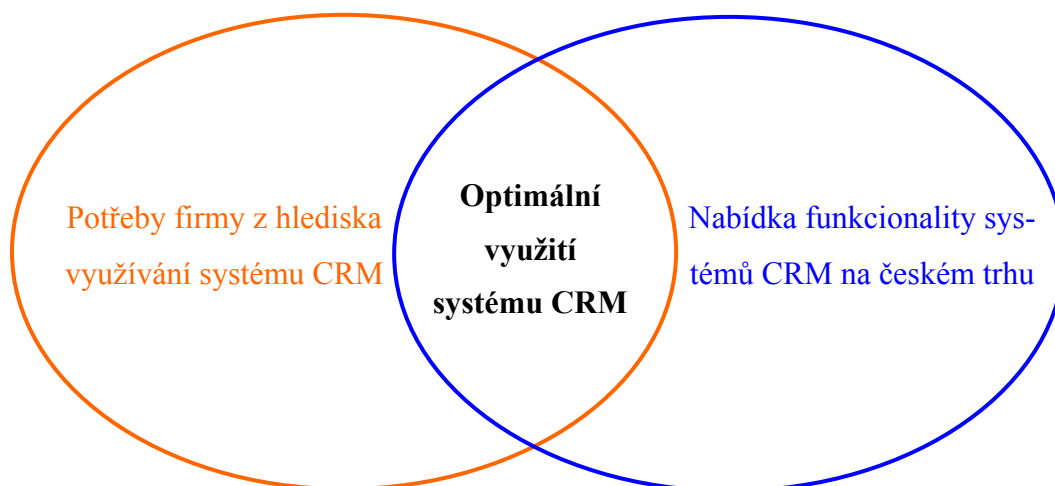 Potřeby firmy z hlediska
využívání systému CRM
Optimální
využití
systému CRM
Nabídka funkcionality sys-
témů CRM na českém trhu